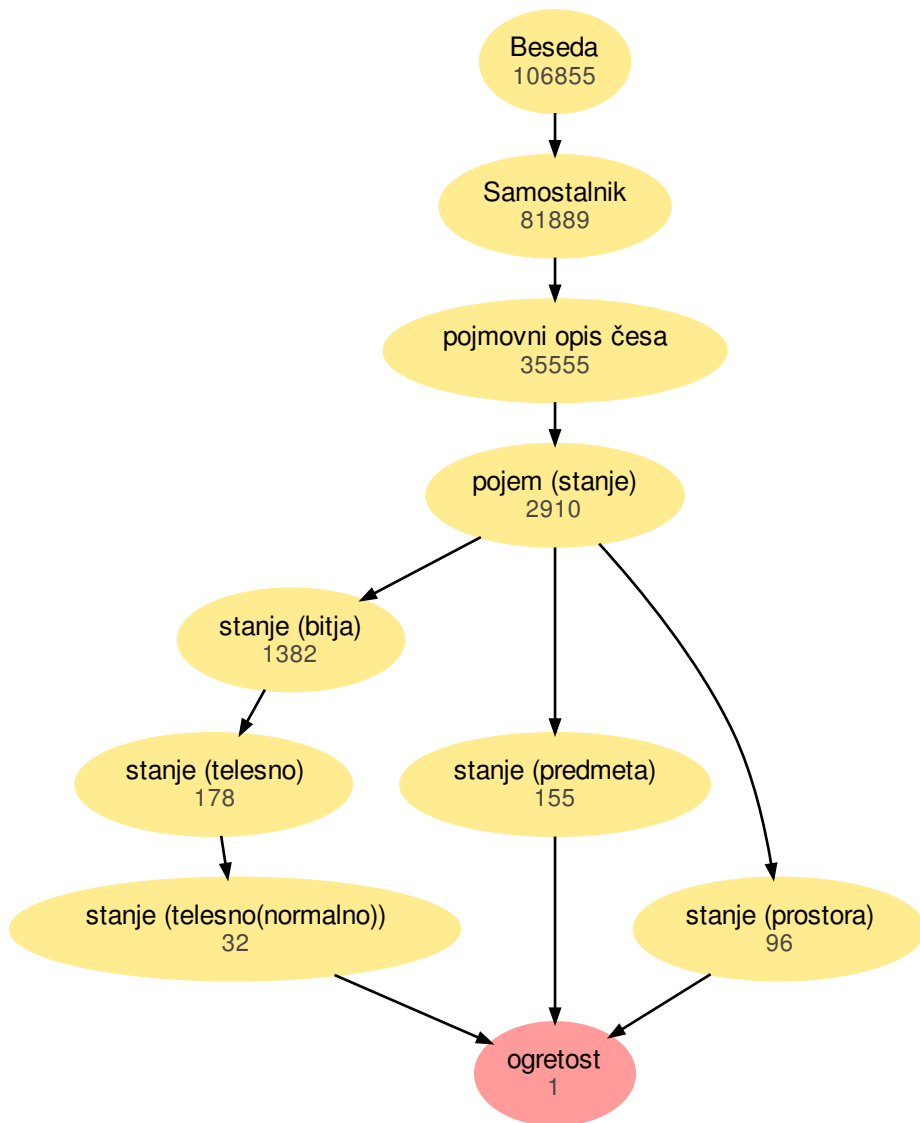 Beseda
106855
Samostalnik
81889
pojmovni opis česa
35555
pojem (stanje)
2910
stanje (bitja)
1382
stanje (telesno)
178
stanje (predmeta)
155
stanje (telesno(normalno))
32
stanje (prostora)
96
ogretost
1